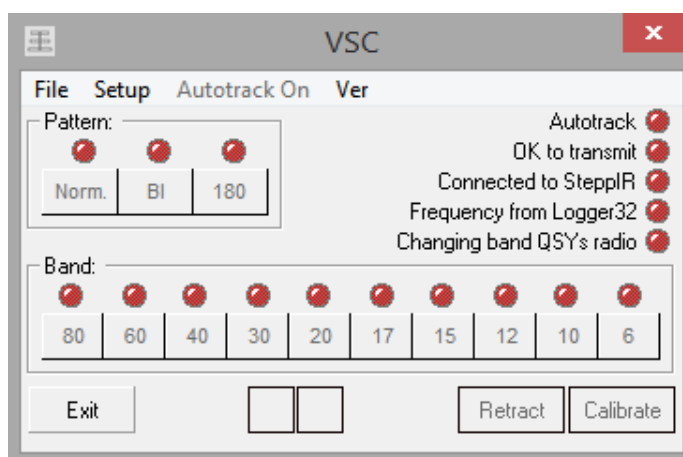 VSC
x
File Setup Autotrack On Ver
Pattern:
Norm. BI 180
Autotrack
OK to transmit
Connected to SteppIR
Frequency from Logger32
Changing band QSYs radio
Band:
80 60 40 30 20 17 15 12 10 6
Exit Retract Calibrate